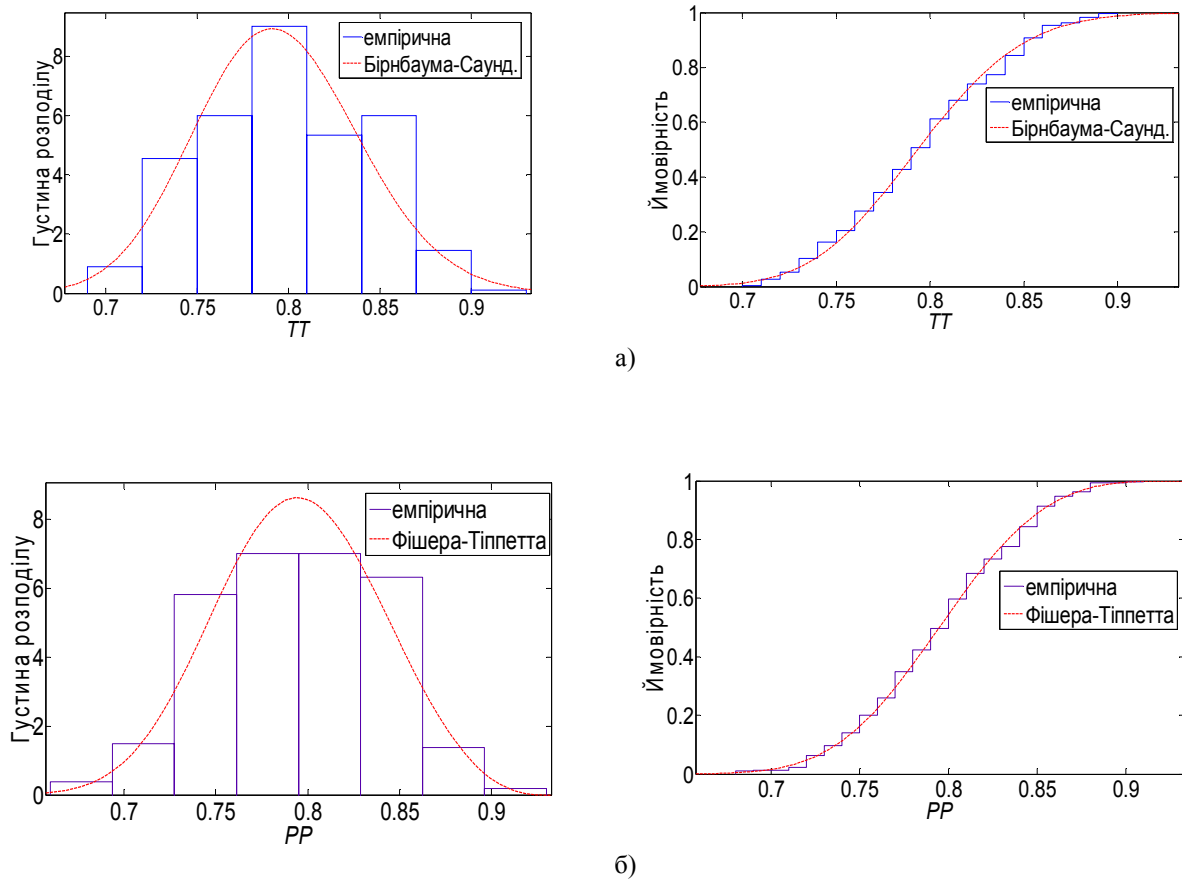 8
6
4
2
0
Густина розподілу
0.7 0.75 0.8 0.85 0.9
TT
емпірична
Бірнбаума-Саунд.
1
0.8
0.6
0.4
0.2
0
Ймовірність
0.7 0.75 0.8 0.85 0.9
TT
емпірична
Бірнбаума-Саунд.
а)
8
6
4
2
0
Густина розподілу
0.7 0.75 0.8 0.85 0.9
PP
емпірична
Фішера-Тіппетта
1
0.8
0.6
0.4
0.2
0
Ймовірність
0.7 0.75 0.8 0.85 0.9
PP
емпірична
Фішера-Тіппетта
б)